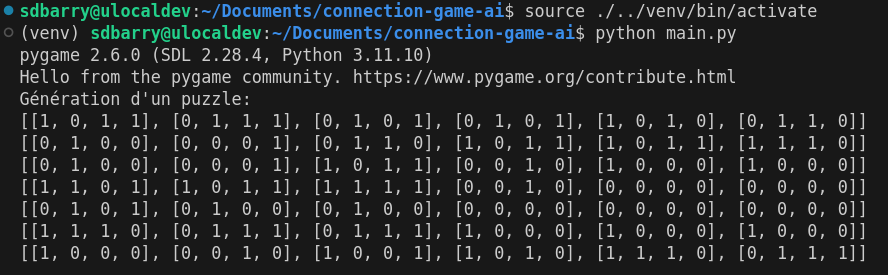 sdbarry@ulocaldev:~/Documents/connection-game-ai$ source ./../venv/bin/activate
(venv) sdbarry@ulocaldev:~/Documents/connection-game-ai$ python main.py
pygame 2.6.0 (SDL 2.28.4, Python 3.11.10)
Hello from the pygame community. https://www.pygame.org/contribute.html
Génération d'un puzzle:
[[1, 0, 1, 1], [0, 1, 1, 1], [0, 1, 0, 1], [0, 1, 0, 1], [1, 0, 1, 0], [0, 1, 1, 0]]
[[0, 1, 0, 0], [0, 0, 0, 1], [0, 1, 1, 0], [1, 0, 1, 1], [1, 0, 1, 1], [1, 1, 1, 0]]
[[0, 1, 0, 0], [0, 0, 0, 1], [1, 0, 1, 1], [0, 0, 1, 0], [1, 0, 0, 0], [1, 0, 0, 0]]
[[1, 1, 0, 1], [1, 0, 1, 1], [1, 1, 1, 1], [0, 0, 1, 0], [0, 0, 0, 0], [0, 0, 0, 0]]
[[0, 1, 0, 1], [0, 1, 0, 0], [0, 1, 0, 0], [0, 0, 0, 0], [0, 0, 0, 0], [0, 0, 0, 0]]
[[1, 1, 1, 0], [0, 1, 1, 1], [0, 1, 1, 1], [1, 0, 0, 0], [1, 0, 0, 0], [1, 0, 0, 0]]
[[1, 0, 0, 0], [0, 0, 1, 0], [1, 0, 0, 1], [1, 0, 1, 0], [1, 1, 1, 0], [0, 1, 1, 1]]